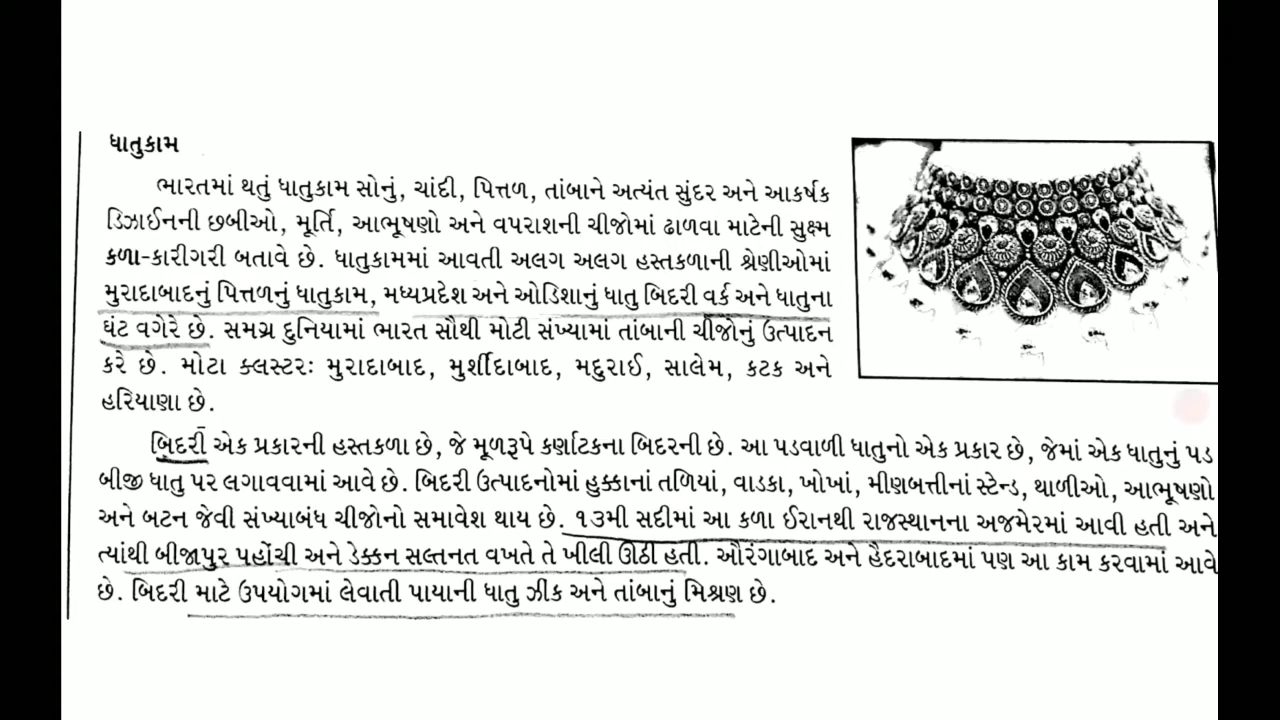 ધાતુકામ
ભારતમાં થતું ધાતુકામ સોનું, ચાંદી, પિત્તળ, તાંબાને અત્યંત સુંદર અને આકર્ષક
ડિઝાઈનની છબીઓ, મૂર્તિ, આભૂષણો અને વપરાશની ચીજોમાં ઢાળવા માટેની સુક્ષ્મ
કળા-કારીગરી બતાવે છે. ધાતુકામમાં આવતી અલગ અલગ હસ્તકળાની શ્રેણીઓમાં
મુરાદાબાદનું પિત્તળનું ધાતુકામ, મધ્યપ્રદેશ અને ઓડિશાનું ધાતુ બિદરી વર્ક અને ધાતુના
ઘંટ વગેરે છે. સમગ્ર દુનિયામાં ભારત સૌથી મોટી સંખ્યામાં તાંબાની ચીજોનું ઉત્પાદન
કરે છે. મોટા ક્લસ્ટરઃ મુરાદાબાદ, મુર્શીદાબાદ, મદુરાઈ, સાલેમ, કટક અને
હરિયાણા છે.
બિદરી એક પ્રકારની હસ્તકળા છે, જે મૂળરૂપે કર્ણાટકના બિદરની છે. આ પડવાળી ધાતુનો એક પ્રકાર છે, જેમાં એક ધાતુનું પડ
બીજી ધાતુ પર લગાવવામાં આવે છે. બિદરી ઉત્પાદનોમાં હુક્કાનાં તળિયાં, વાડકા, ખોખાં, મીણબત્તીનાં સ્ટેન્ડ, થાળીઓ, આભૂષણો
અને બટન જેવી સંખ્યાબંધ ચીજોનો સમાવેશ થાય છે. ૧૩મી સદીમાં આ કળા ઈરાનથી રાજસ્થાનના અજમેરમાં આવી હતી અને
ત્યાંથી બીજાપુર પહોંચી અને ડેક્કન સલ્તનત વખતે તે ખીલી ઊઠી હતી. ઔરંગાબાદ અને હૈદરાબાદમાં પણ આ કામ કરવામાં આવે
છે. બિદરી માટે ઉપયોગમાં લેવાતી પાયાની ધાતુ ઝીંક અને તાંબાનું મિશ્રણ છે.